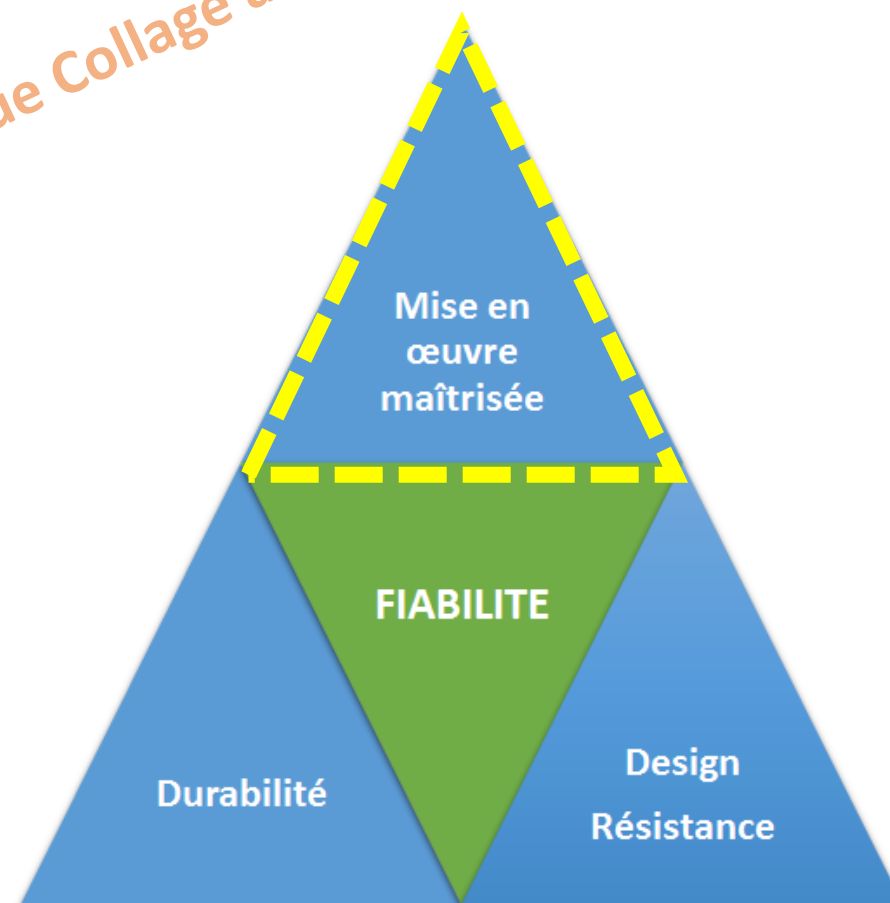 ue Collage a
Mise en
œuvre
maîtrisée
FIABILITE
Durabilité
Design
Résistance